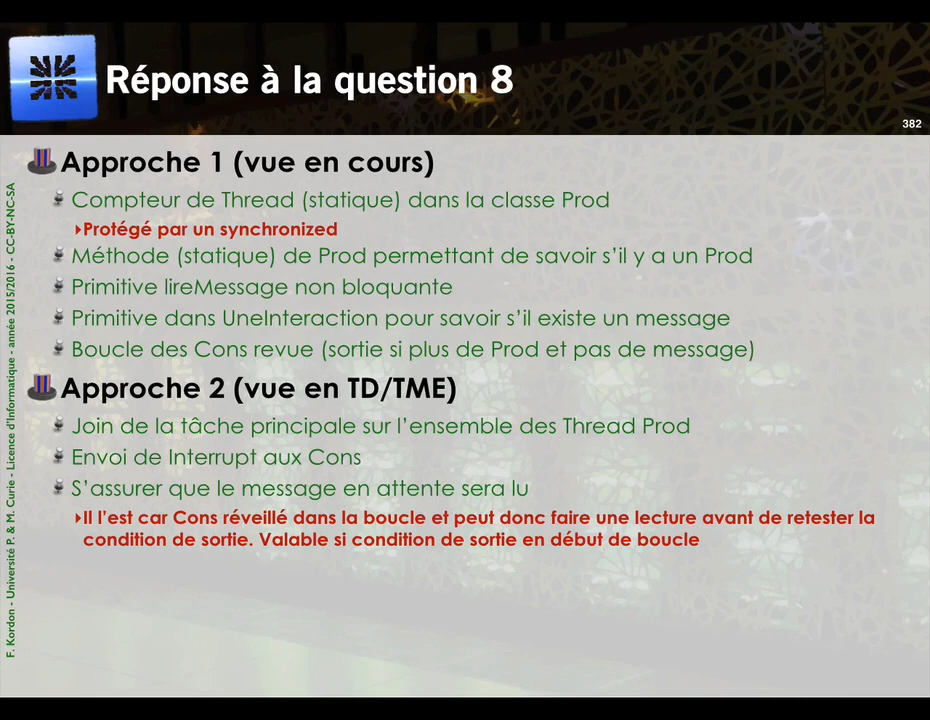 Réponse à la question 8
382
Approche 1 (vue en cours)
Compteur de Thread (statique) dans la classe Prod
Protégé par un synchronized
Méthode (statique) de Prod permettant de savoir s'il y a un Prod
Primitive lireMessage non bloquante
Primitive dans UneInteraction pour savoir s'il existe un message
Boucle des Cons revue (sortie si plus de Prod et pas de message)
Approche 2 (vue en TD/TME)
Join de la tâche principale sur l'ensemble des Thread Prod
Envoi de Interrupt aux Cons
S'assurer que le message en attente sera lu
Il l'est car Cons réveillé dans la boucle et peut donc faire une lecture avant de retester la
condition de sortie. Valable si condition de sortie en début de boucle
F. Kordon - Université P. & M. Curie - Licence d'Informatique - année 2015/2016 - CC-BY-NC-SA